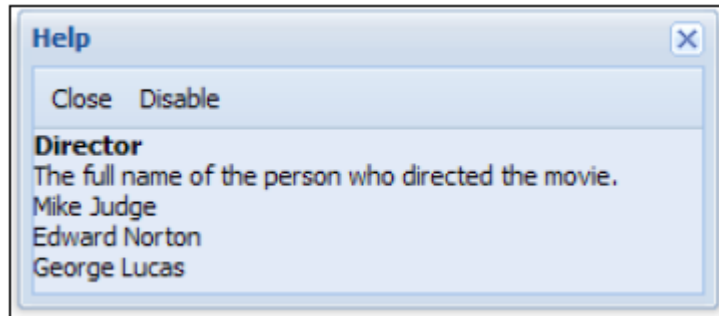 Help
Close Disable
Director
The full name of the person who directed the movie.
Mike Judge
Edward Norton
George Lucas